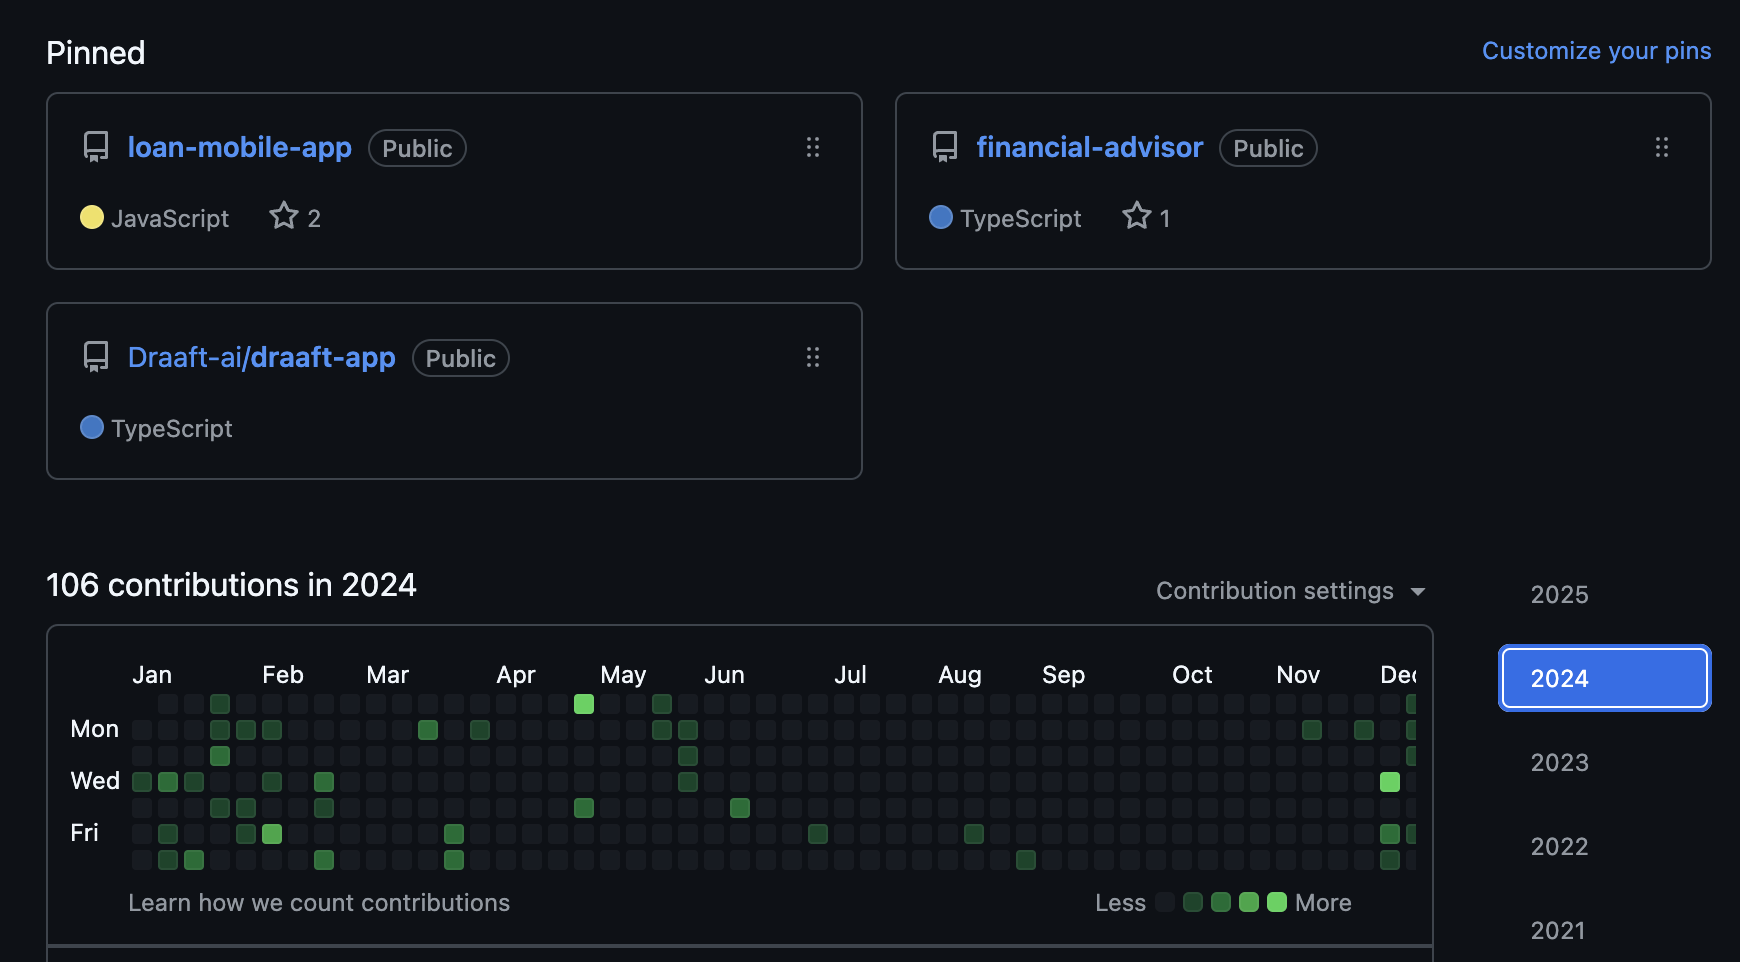 Pinned
Customize your pins
loan-mobile-app Public
JavaScript 2
financial-advisor Public
TypeScript 1
Draaft-ai/draaft-app Public
TypeScript
106 contributions in 2024
Contribution settings
Jan Feb Mar Apr May Jun Jul Aug Sep Oct Nov Dec
Mon
Wed
Fri
Learn how we count contributions
Less More
2025
2024
2023
2022
2021